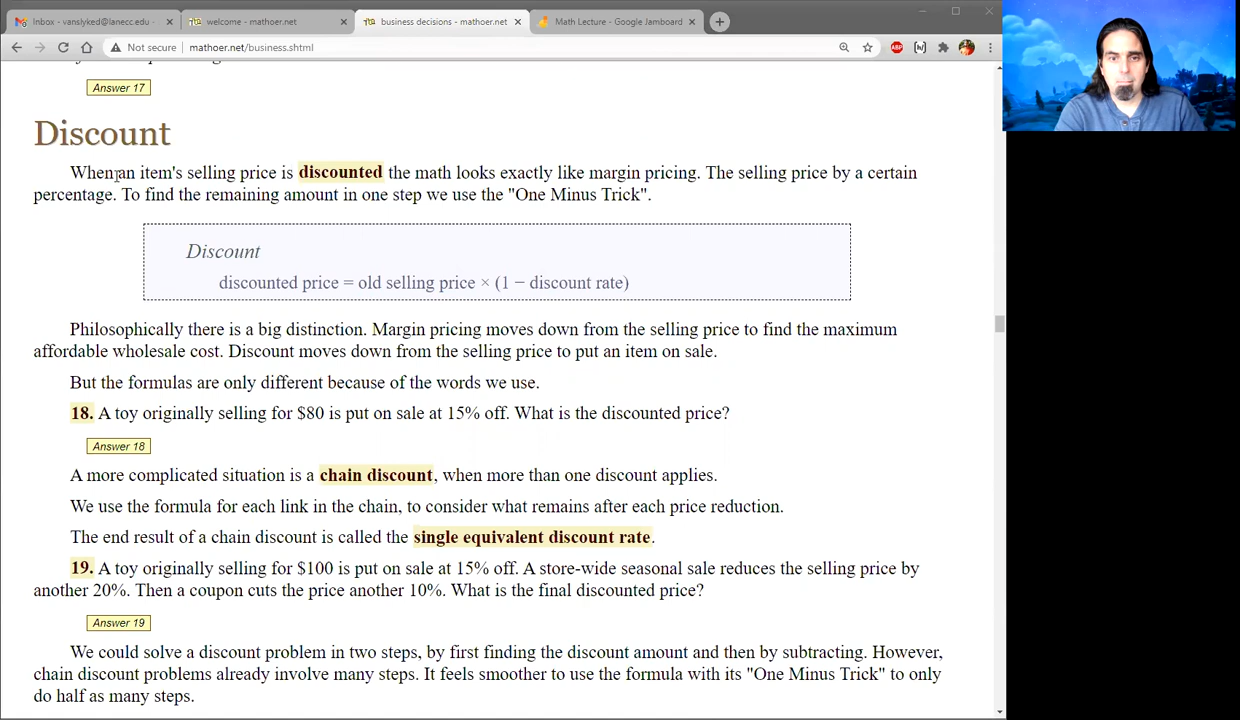 Inbox - vanslyked@lanecc.edu -
welcome - mathoer.net
business decisions - mathoer.net
Math Lecture - Google Jamboard
Not secure | mathoer.net/business.shtml
ABP
Answer 17
Discount
When an item's selling price is discounted the math looks exactly like margin pricing. The selling price by a certain
percentage. To find the remaining amount in one step we use the "One Minus Trick".
Discount
discounted price = old selling price × (1 − discount rate)
Philosophically there is a big distinction. Margin pricing moves down from the selling price to find the maximum
affordable wholesale cost. Discount moves down from the selling price to put an item on sale.
But the formulas are only different because of the words we use.
18. A toy originally selling for $80 is put on sale at 15% off. What is the discounted price?
Answer 18
A more complicated situation is a chain discount, when more than one discount applies.
We use the formula for each link in the chain, to consider what remains after each price reduction.
The end result of a chain discount is called the single equivalent discount rate.
19. A toy originally selling for $100 is put on sale at 15% off. A store-wide seasonal sale reduces the selling price by
another 20%. Then a coupon cuts the price another 10%. What is the final discounted price?
Answer 19
We could solve a discount problem in two steps, by first finding the discount amount and then by subtracting. However,
chain discount problems already involve many steps. It feels smoother to use the formula with its "One Minus Trick" to only
do half as many steps.